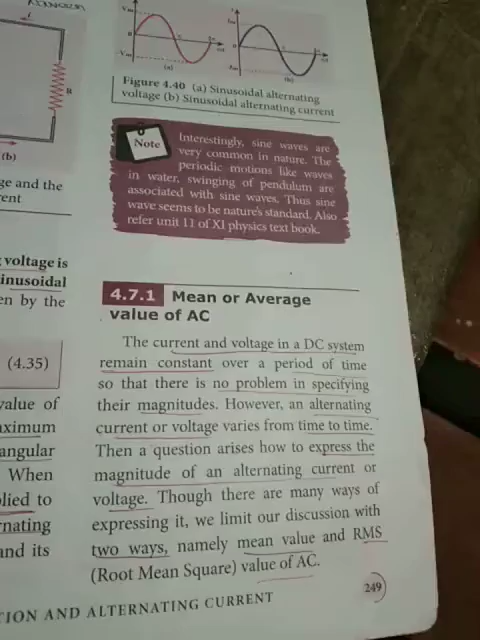 R
(b)
ge and the
voltage is
inusoidal
en by the
(4.35)
value of
aximum
angular
When
plied to
rnating
and its
(a)
(b)
Figure 4.40 (a) Sinusoidal alternating
voltage (b) Sinusoidal alternating current
Note
Interestingly, sine waves are
very common in nature. The
periodic motions like waves
in water, swinging of pendulum are
associated with sine waves. Thus sine
wave seems to be nature's standard. Also
refer unit 11 of XI physics text book.
4.7.1 Mean or Average
value of AC
The current and voltage in a DC system
remain constant over a period of time
so that there is no problem in specifying
their magnitudes. However, an alternating
current or voltage varies from time to time.
Then a question arises how to express the
magnitude of an alternating current or
voltage. Though there are many ways of
expressing it, we limit our discussion with
two ways, namely mean value and RMS
(Root Mean Square) value of AC.
249
TION AND ALTERNATING CURRENT